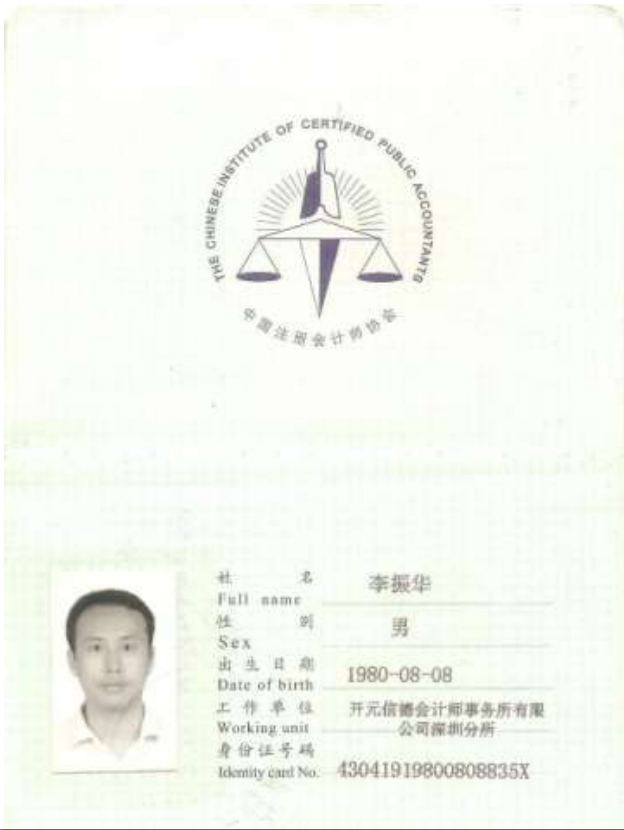 THE CHINESE INSTITUTE OF CERTIFIED PUBLIC ACCOUNTANTS
中国注册会计师协会
姓 名 李振华
Full name
性 别 男
Sex
出 生 日 期 1980-08-08
Date of birth
工 作 单 位 开元信德会计师事务所有限
Working unit 公司深圳分所
身份证号码
Identity card No. 43041919800808835X